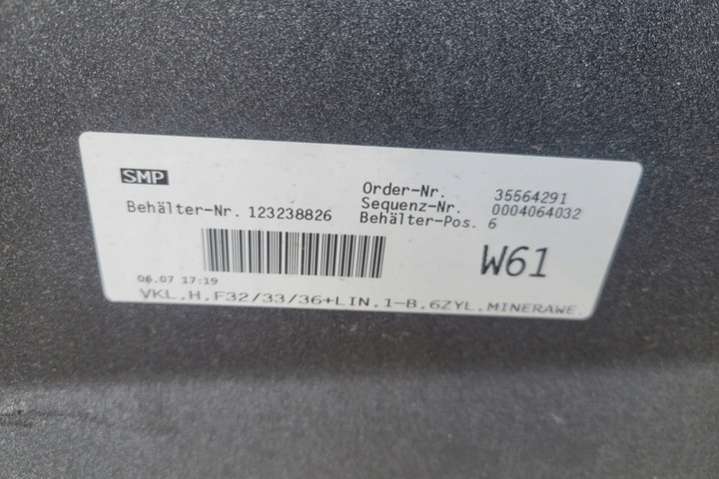 SMP
Order-Nr. 35564291
Behälter-Nr. 123238826 Sequenz-Nr. 0004064032
Behälter-Pos. 6
W61
06.07 17:19
VKL.H.F32/33/36+LIN.1-B.6ZYL.MINERAWE